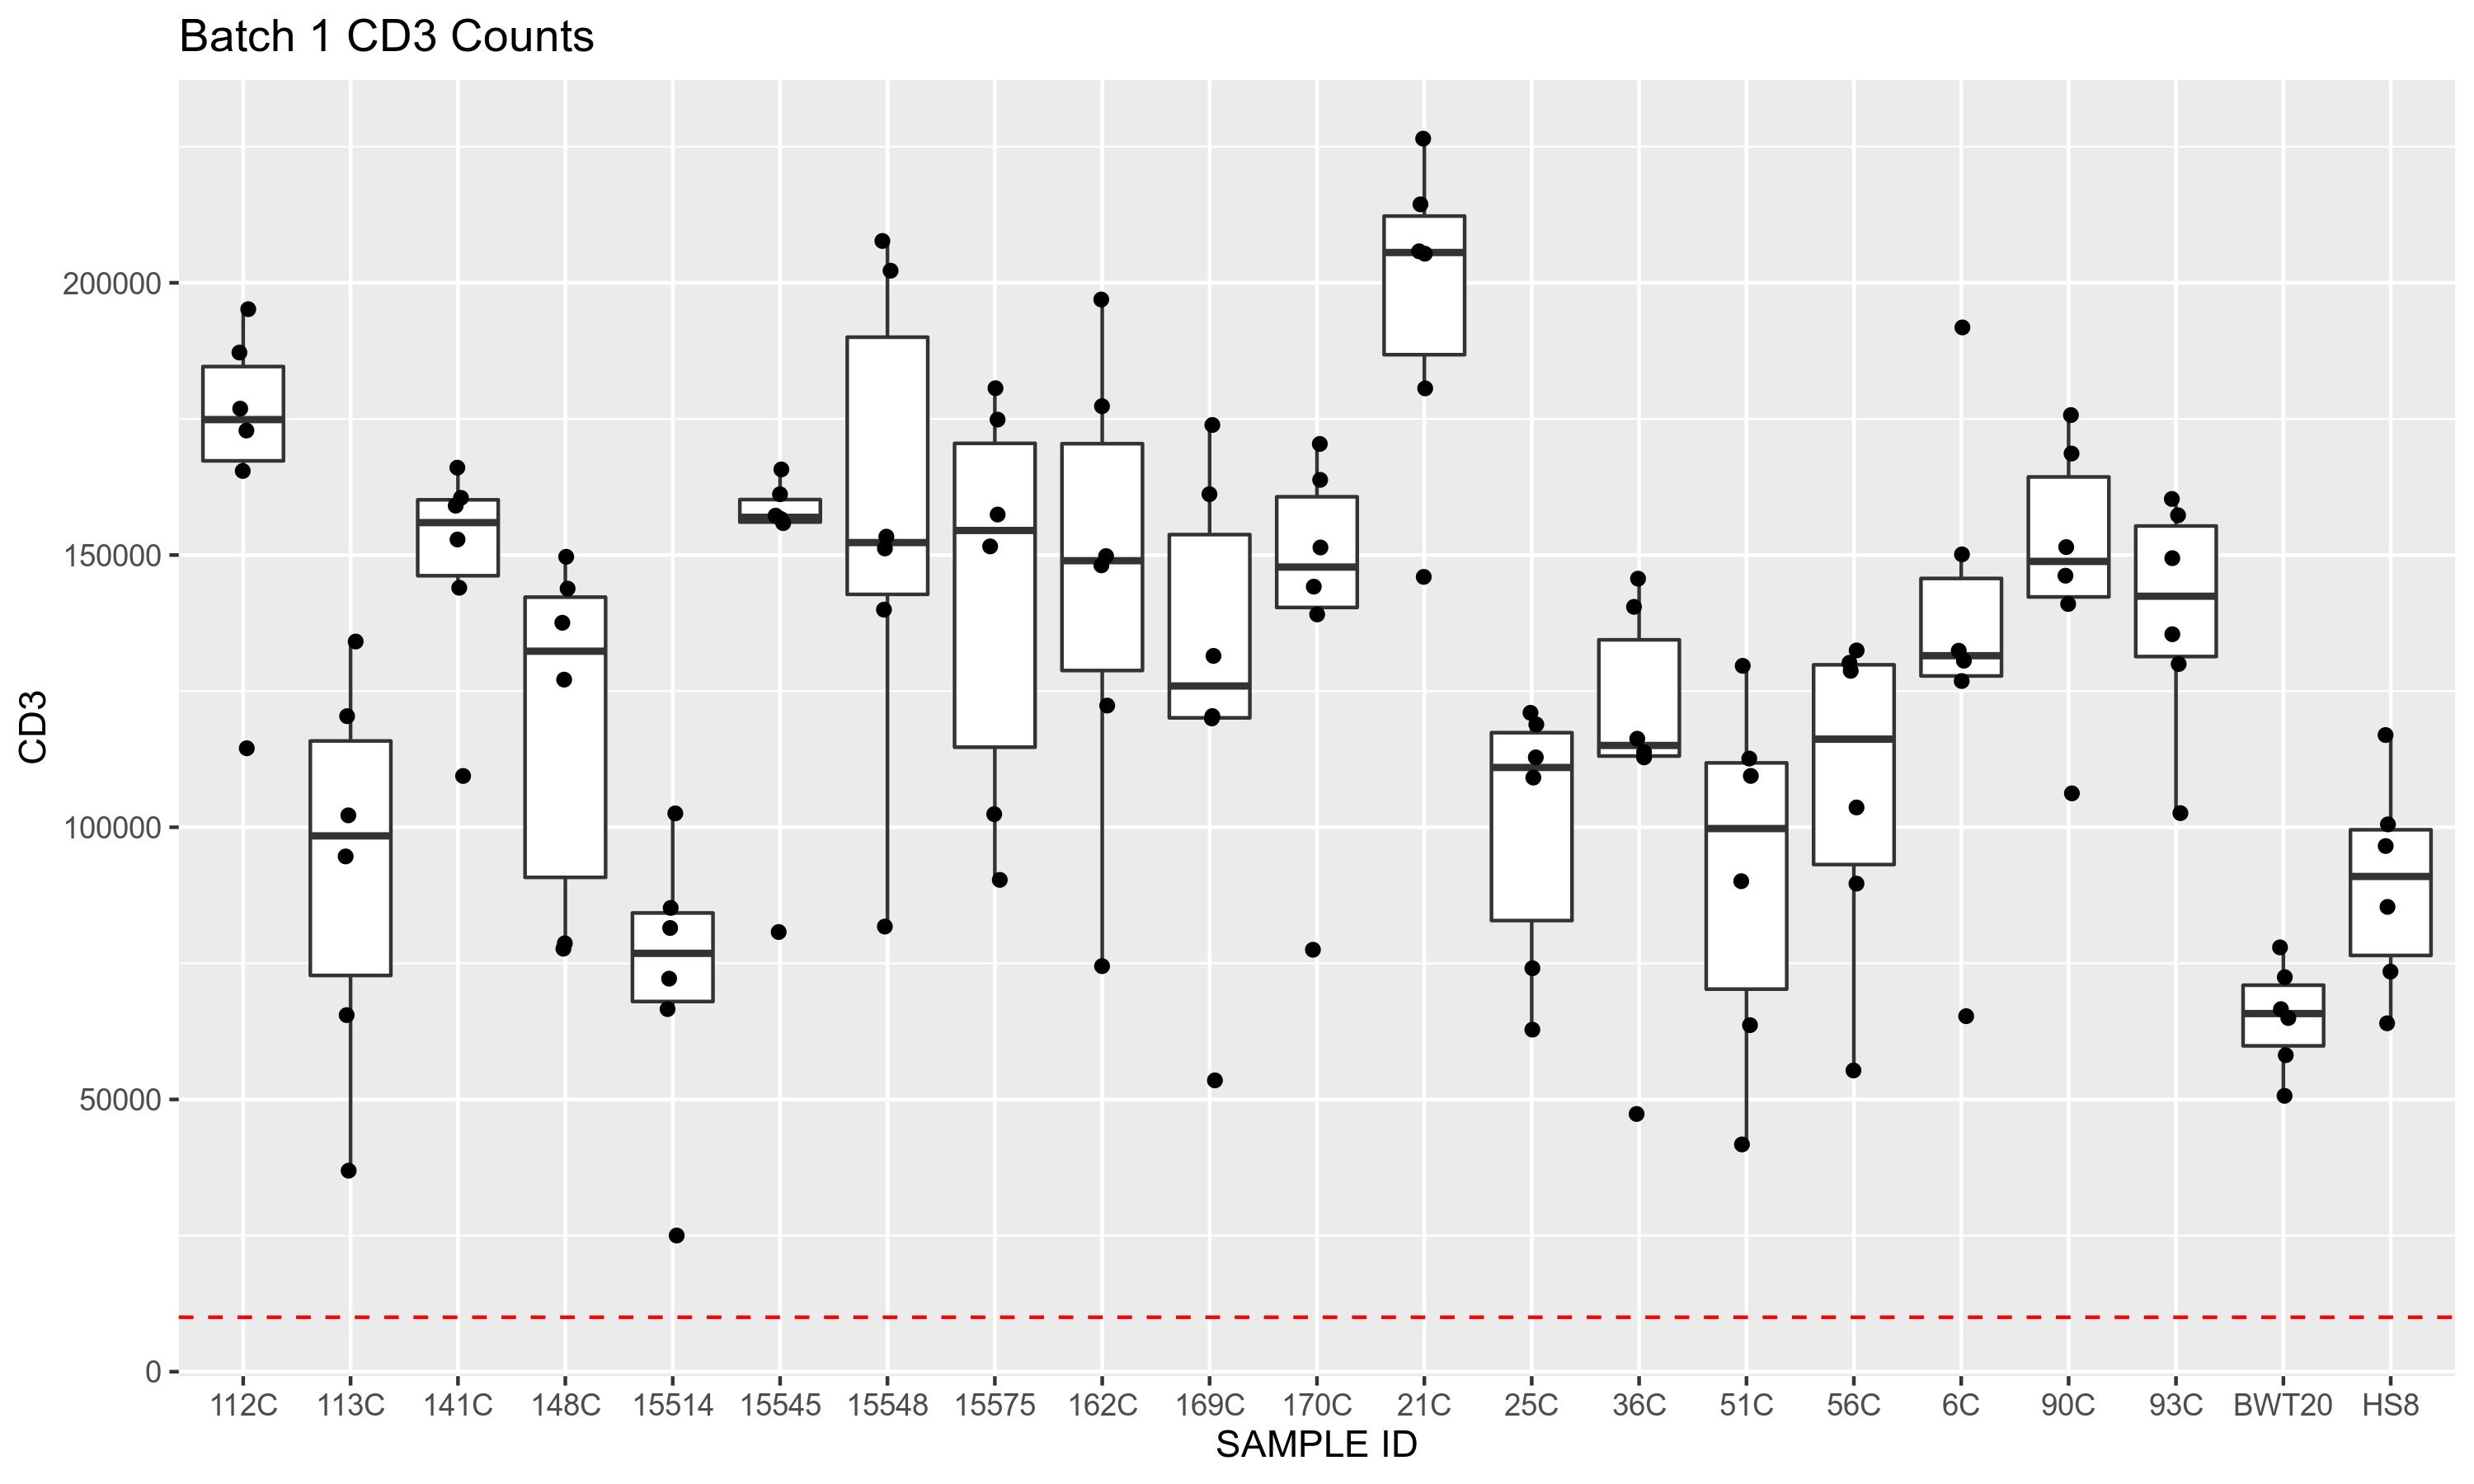 Batch 1 CD3 Counts
CD3
200000
150000
100000
50000
0
112C 113C 141C 148C 15514 15545 15548 15575 162C 169C 170C 21C 25C 36C 51C 56C 6C 90C 93C BWT20 HS8
SAMPLE ID